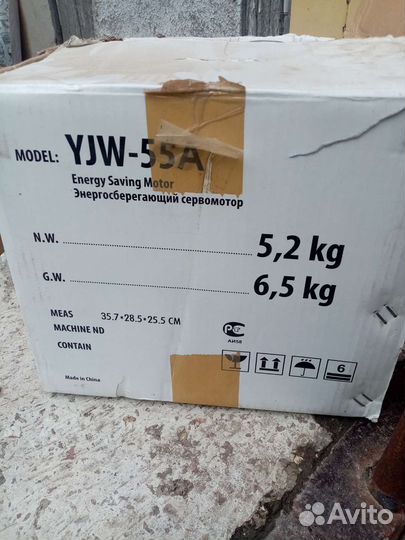 MODEL: YJW-55A
Energy Saving Motor
Энергосберегающий сервомотор
N.W. 5,2 kg
G.W. 6,5 kg
MEAS 35.7*28.5*25.5 CM
MACHINE ND
CONTAIN
АИ58
6
Made in China
Avito